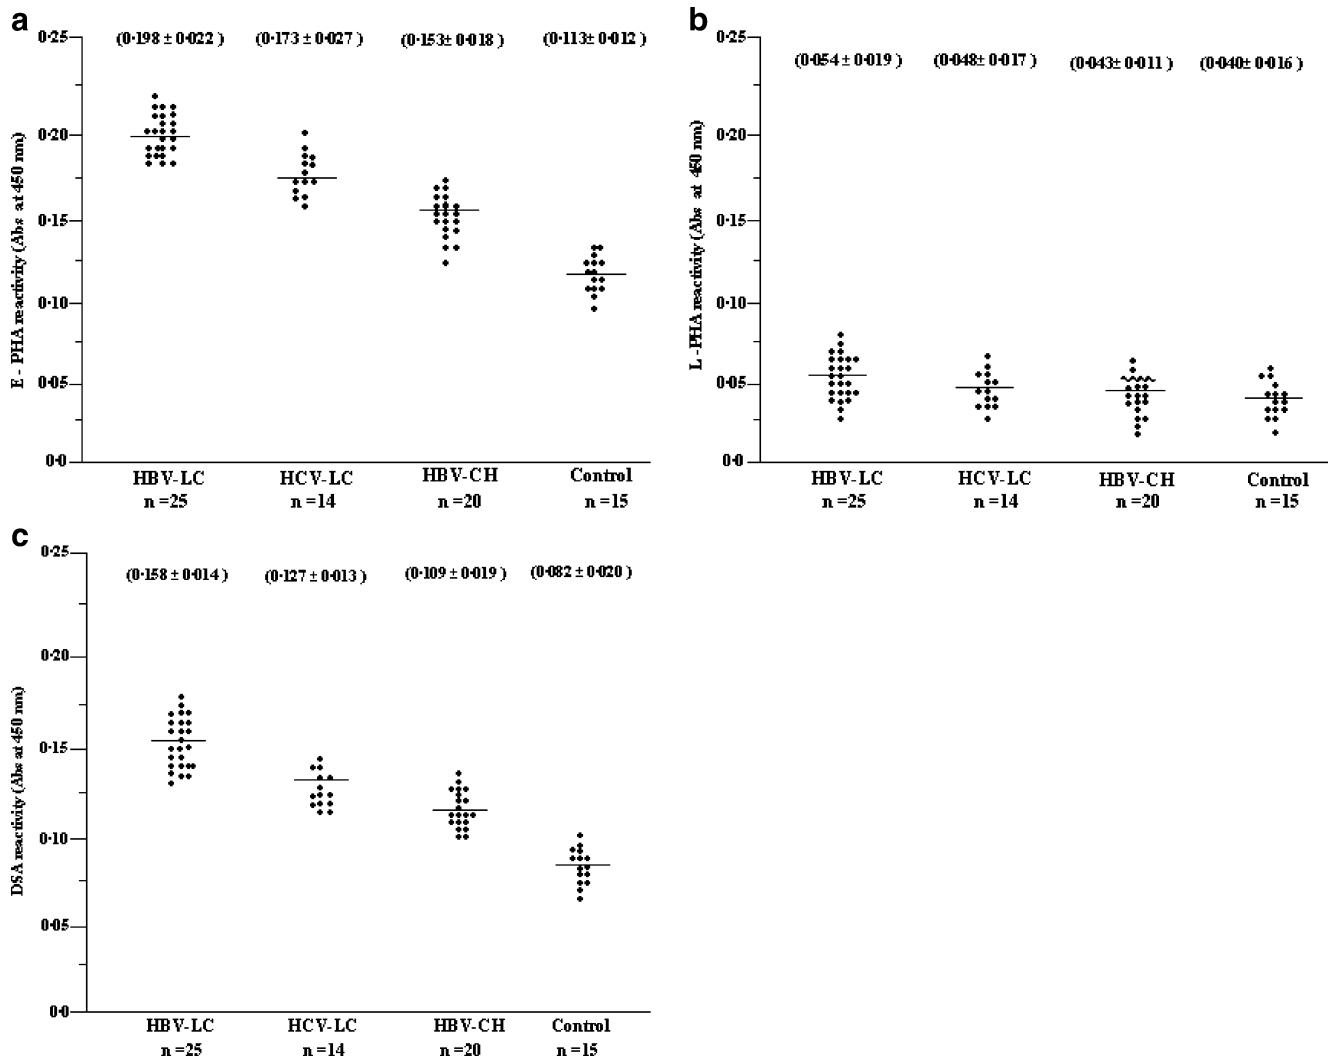 a
(0·198 ± 0·022 ) (0·173 ± 0·027 ) (0·153± 0·018 ) (0·113± 0·012 )
E - PHA reactivity (Abs at 450 nm)
0·25
0·20
0·15
0·10
0·05
0·0
HBV-LC HCV-LC HBV-CH Control
n =25 n =14 n =20 n =15
b
(0·054 ± 0·019 ) (0·048± 0·017 ) (0·043± 0·011 ) (0·040± 0·016 )
L -PHA reactivity (Abs at 450 nm)
0·25
0·20
0·15
0·10
0·05
0·0
HBV-LC HCV-LC HBV-CH Control
n =25 n =14 n =20 n =15
c
(0·158 ± 0·014 ) (0·127 ± 0·013 ) (0·109 ± 0·019 ) (0·082 ± 0·020 )
DSA reactivity (Abs at 450 nm)
0·25
0·20
0·15
0·10
0·05
0·0
HBV-LC HCV-LC HBV-CH Control
n =25 n =14 n =20 n =15